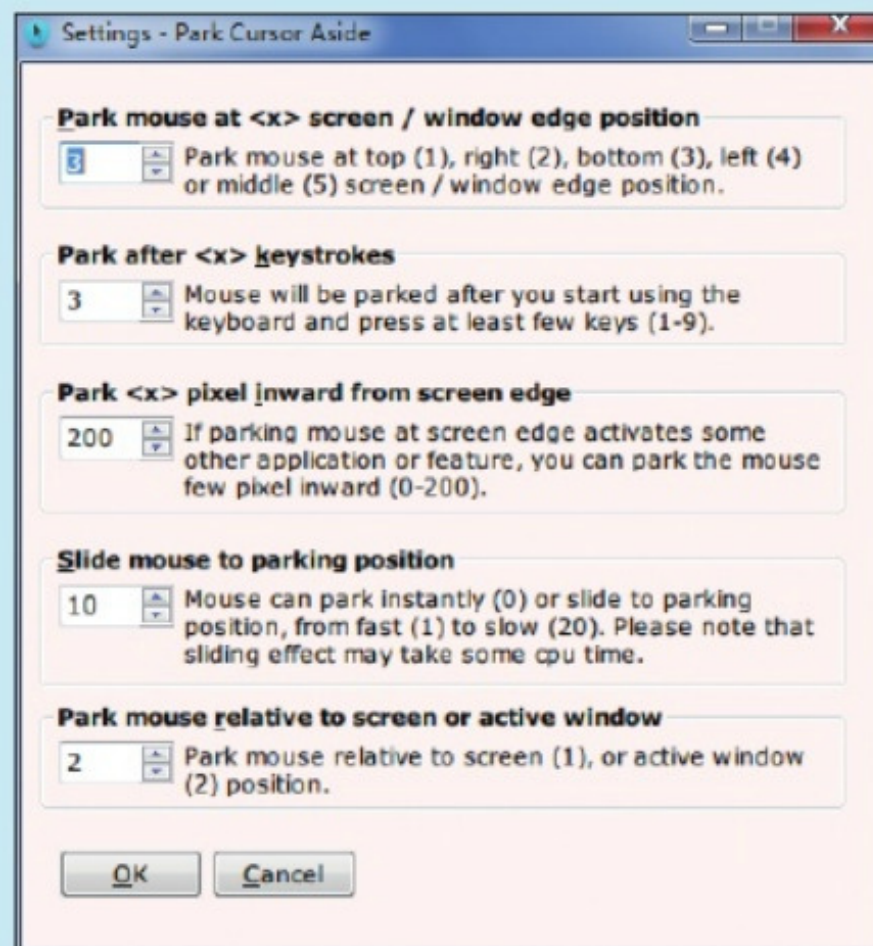 Settings - Park Cursor Aside
Park mouse at <x> screen / window edge position
3
Park mouse at top (1), right (2), bottom (3), left (4)
or middle (5) screen / window edge position.
Park after <x> keystrokes
3
Mouse will be parked after you start using the
keyboard and press at least few keys (1-9).
Park <x> pixel inward from screen edge
200
If parking mouse at screen edge activates some
other application or feature, you can park the mouse
few pixel inward (0-200).
Slide mouse to parking position
10
Mouse can park instantly (0) or slide to parking
position, from fast (1) to slow (20). Please note that
sliding effect may take some cpu time.
Park mouse relative to screen or active window
2
Park mouse relative to screen (1), or active window
(2) position.
OK
Cancel